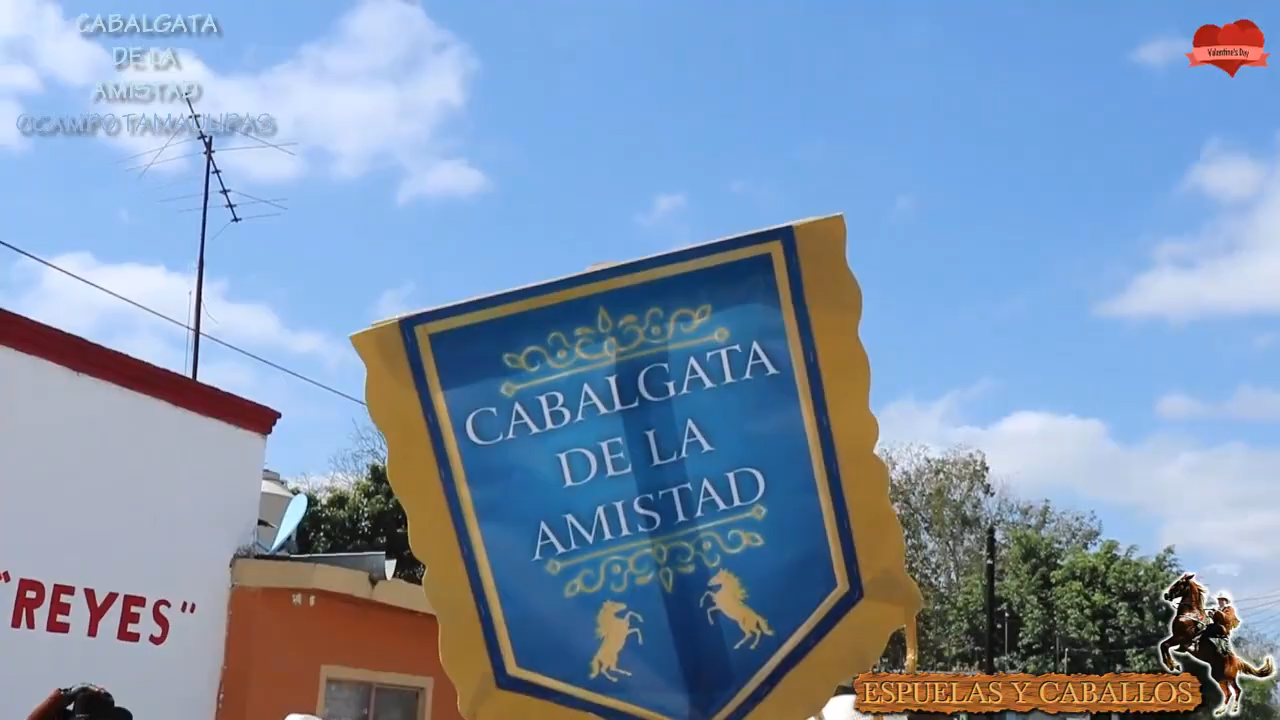 CABALGATA
DE LA
AMISTAD
OCAMPO TAMAULIPAS
Valentine's Day
CABALGATA
DE LA
AMISTAD
"REYES"
ESPUELAS Y CABALLOS